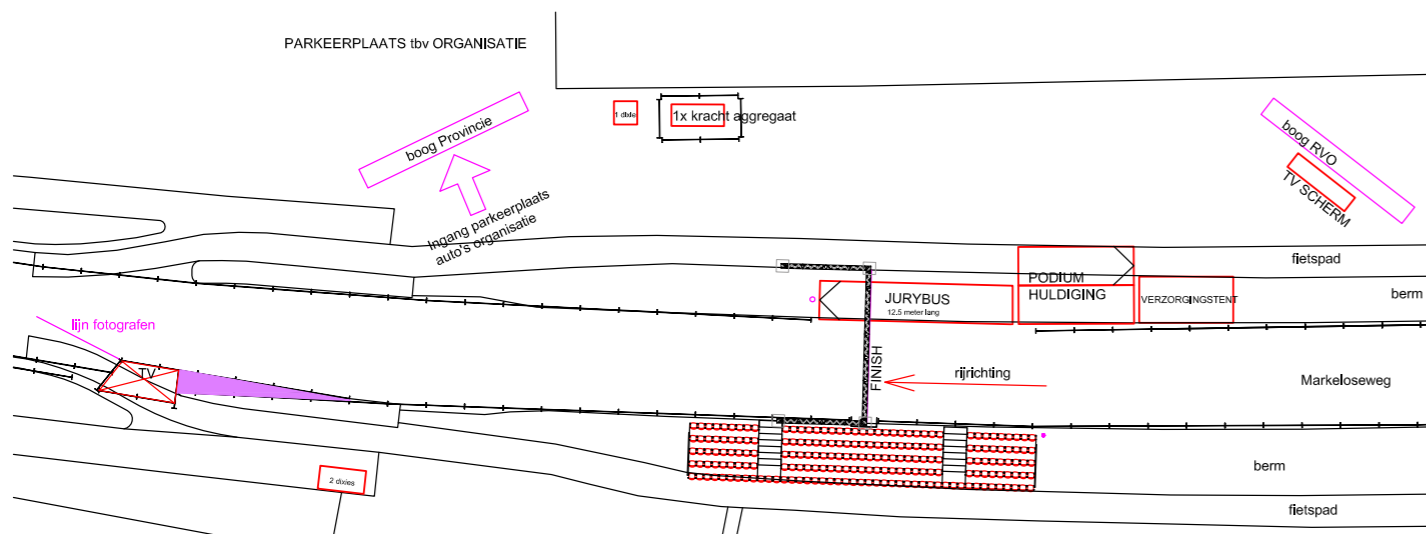 PARKEERPLAATS tbv ORGANISATIE
1 dixie
1x kracht aggregaat
boog Provincie
boog RVO
TV SCHERM
Ingang parkeerplaats
auto's organisatie
fietspad
PODIUM
HULDIGING
JURYBUS
12.5 meter lang
VERZORGINGSTENT
berm
lijn fotografen
TV
FINISH
rijrichting
Markeloseweg
berm
2 dixies
fietspad